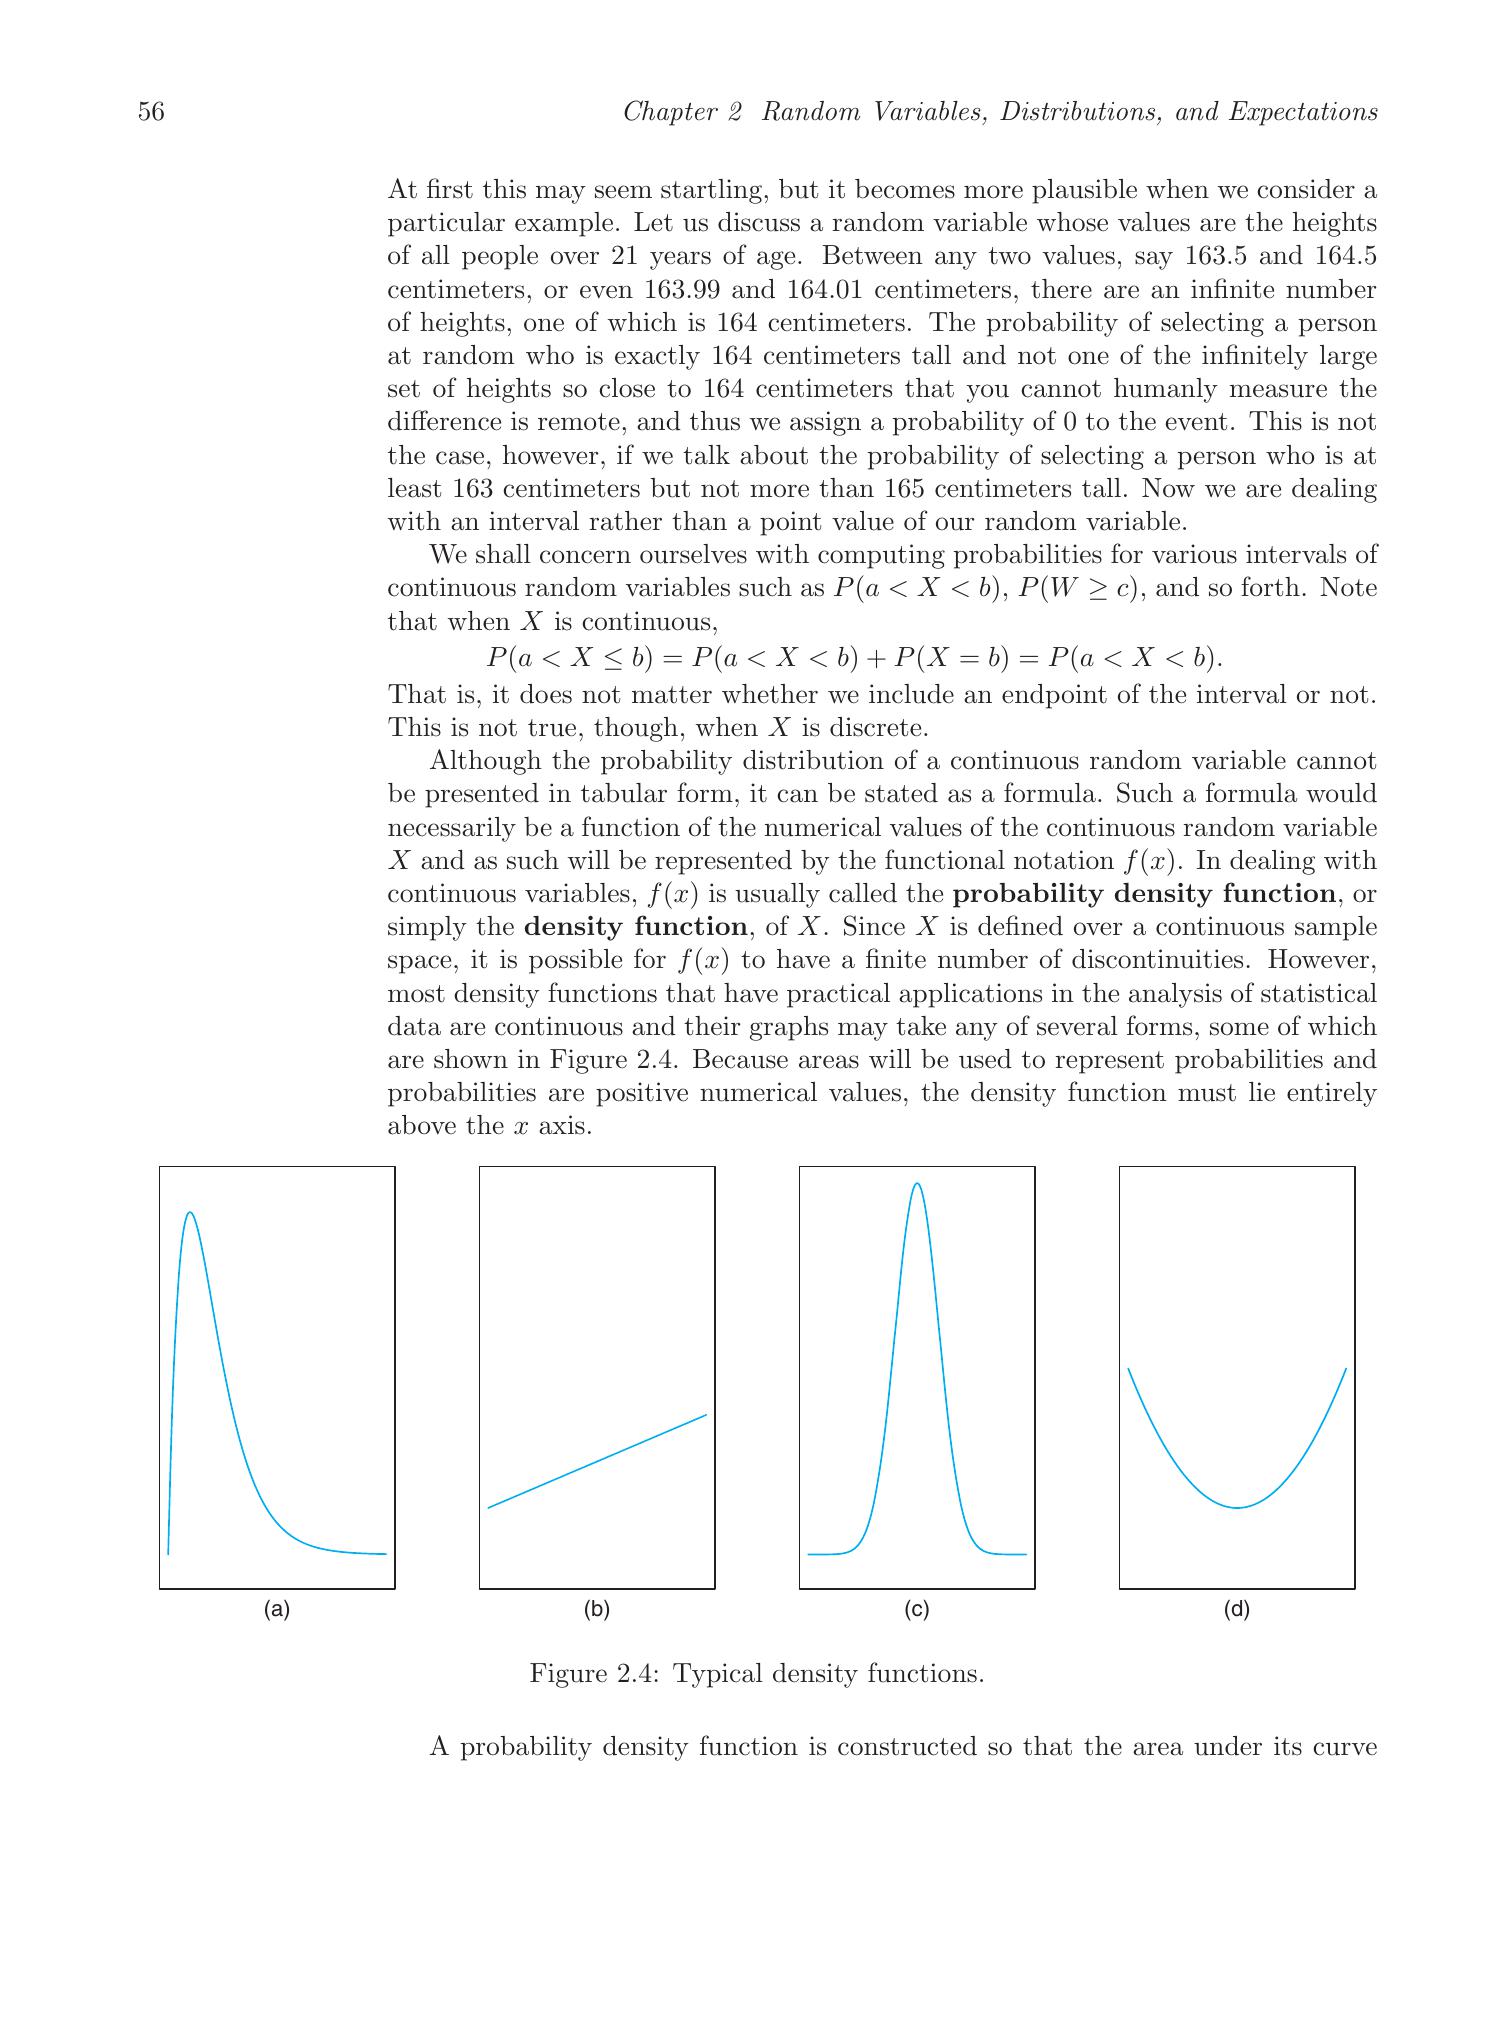 56 Chapter 2 Random Variables, Distributions, and Expectations
At first this may seem startling, but it becomes more plausible when we consider a
particular example. Let us discuss a random variable whose values are the heights
of all people over 21 years of age. Between any two values, say 163.5 and 164.5
centimeters, or even 163.99 and 164.01 centimeters, there are an infinite number
of heights, one of which is 164 centimeters. The probability of selecting a person
at random who is exactly 164 centimeters tall and not one of the infinitely large
set of heights so close to 164 centimeters that you cannot humanly measure the
difference is remote, and thus we assign a probability of 0 to the event. This is not
the case, however, if we talk about the probability of selecting a person who is at
least 163 centimeters but not more than 165 centimeters tall. Now we are dealing
with an interval rather than a point value of our random variable.
We shall concern ourselves with computing probabilities for various intervals of
continuous random variables such as P(a < X < b), P(W ≥ c), and so forth. Note
that when X is continuous,
P(a < X ≤ b) = P(a < X < b) + P(X = b) = P(a < X < b).
That is, it does not matter whether we include an endpoint of the interval or not.
This is not true, though, when X is discrete.
Although the probability distribution of a continuous random variable cannot
be presented in tabular form, it can be stated as a formula. Such a formula would
necessarily be a function of the numerical values of the continuous random variable
X and as such will be represented by the functional notation f(x). In dealing with
continuous variables, f(x) is usually called the probability density function, or
simply the density function, of X. Since X is defined over a continuous sample
space, it is possible for f(x) to have a finite number of discontinuities. However,
most density functions that have practical applications in the analysis of statistical
data are continuous and their graphs may take any of several forms, some of which
are shown in Figure 2.4. Because areas will be used to represent probabilities and
probabilities are positive numerical values, the density function must lie entirely
above the x axis.
(a) (b) (c) (d)
Figure 2.4: Typical density functions.
A probability density function is constructed so that the area under its curve